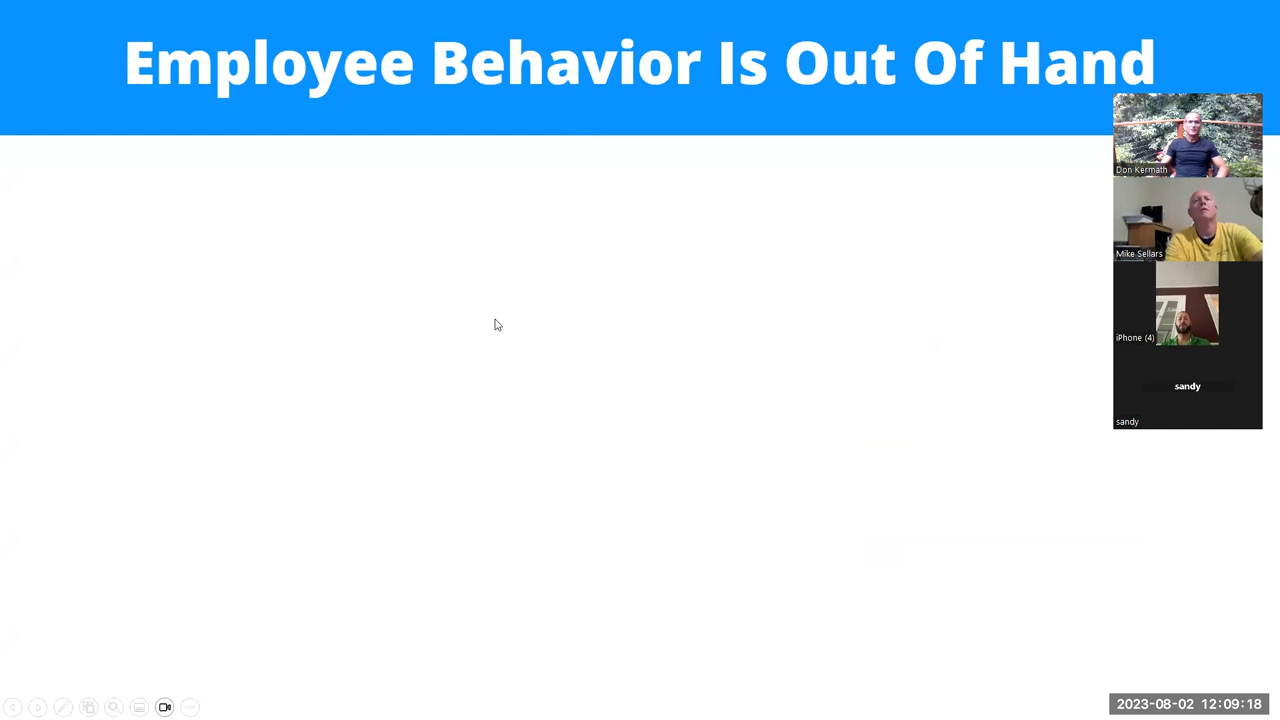 Employee Behavior Is Out Of Hand
Don Kermath
Mike Sellars
iPhone (4)
sandy
sandy
2023-08-02 12:09:18